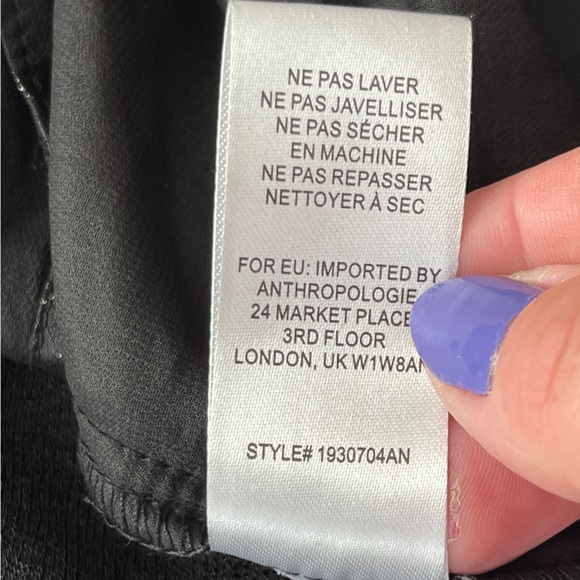 NE PAS LAVER
NE PAS JAVELLISER
NE PAS SÉCHER
EN MACHINE
NE PAS REPASSER
NETTOYER À SEC
FOR EU: IMPORTED BY
ANTHROPOLOGIE
24 MARKET PLACE
3RD FLOOR
LONDON, UK W1W8AN
STYLE# 1930704AN